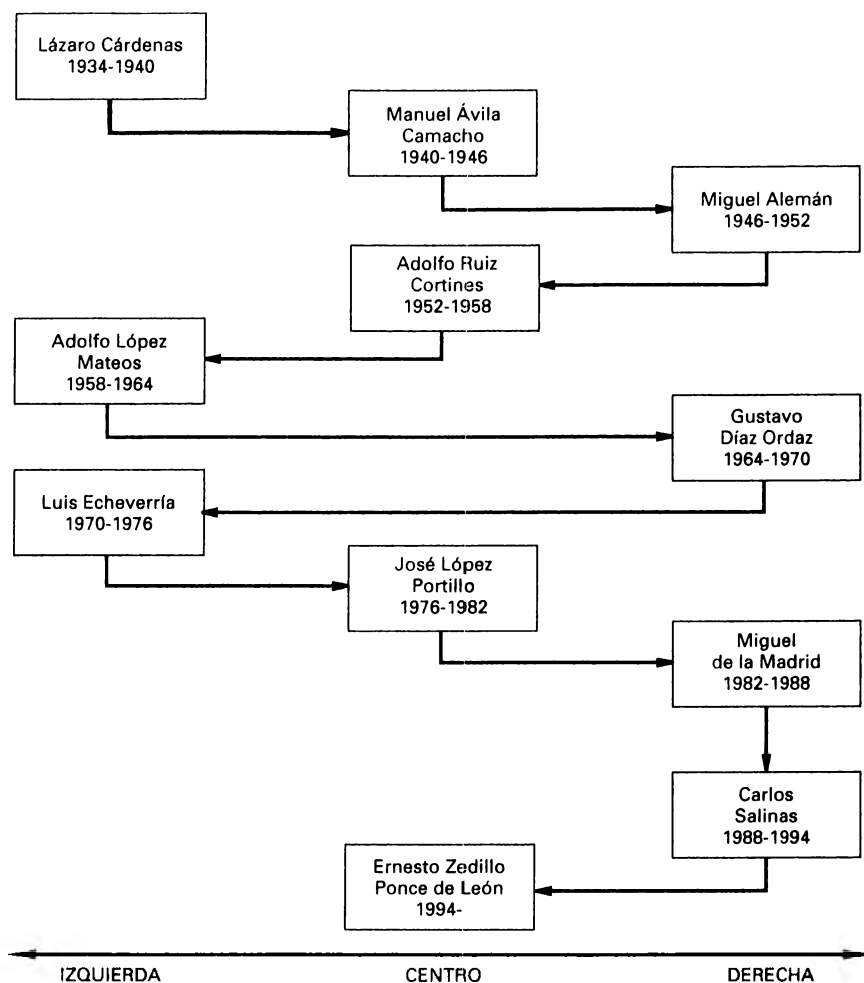 Lázaro Cárdenas
1934-1940
Manuel Ávila
Camacho
1940-1946
Miguel Alemán
1946-1952
Adolfo Ruiz
Cortines
1952-1958
Adolfo López
Mateos
1958-1964
Gustavo
Díaz Ordaz
1964-1970
Luis Echeverría
1970-1976
José López
Portillo
1976-1982
Miguel
de la Madrid
1982-1988
Carlos
Salinas
1988-1994
Ernesto Zedillo
Ponce de León
1994-
IZQUIERDA CENTRO DERECHA